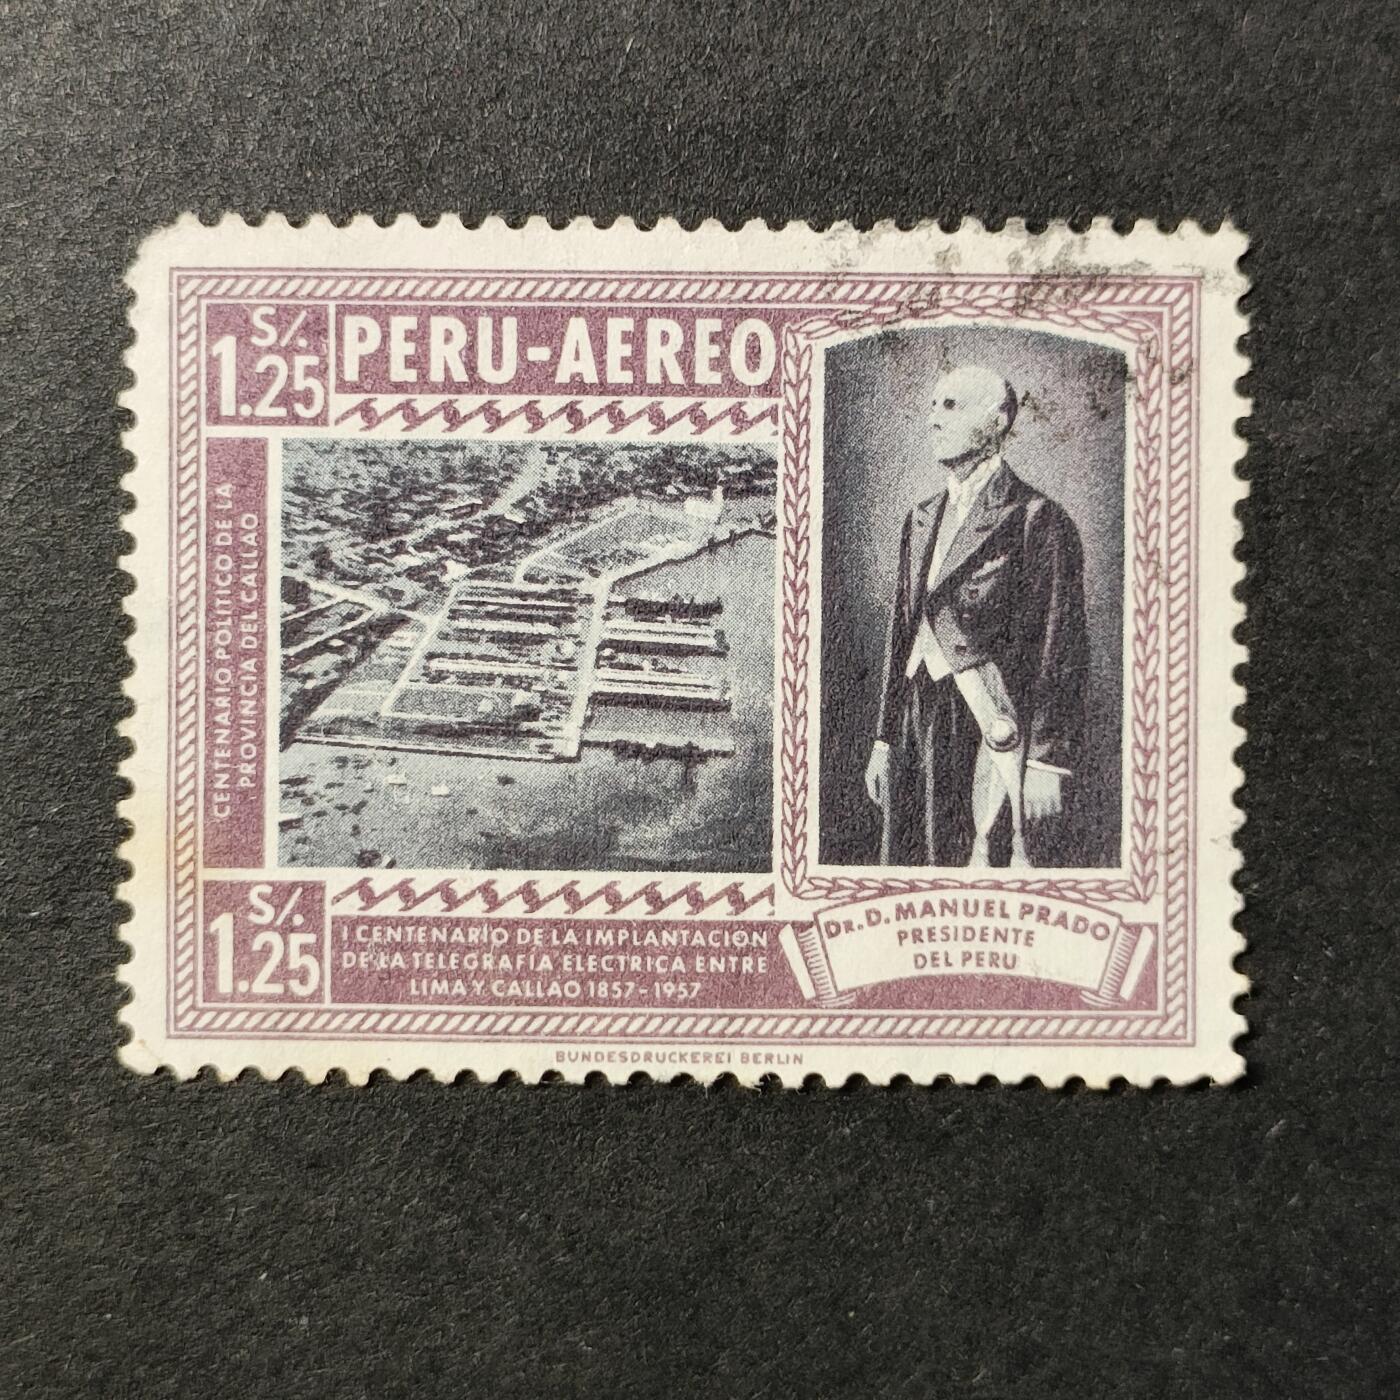 S/.
1.25
PERU-AEREO
CENTENARIO POLITICO DE LA
PROVINCIA DEL CALLAO
S/.
1.25
I CENTENARIO DE LA IMPLANTACION
DE LA TELEGRAFIA ELECTRICA ENTRE
LIMA Y CALLAO 1857-1957
DR. D. MANUEL PRADO
PRESIDENTE
DEL PERU
BUNDESDRUCKEREI BERLIN